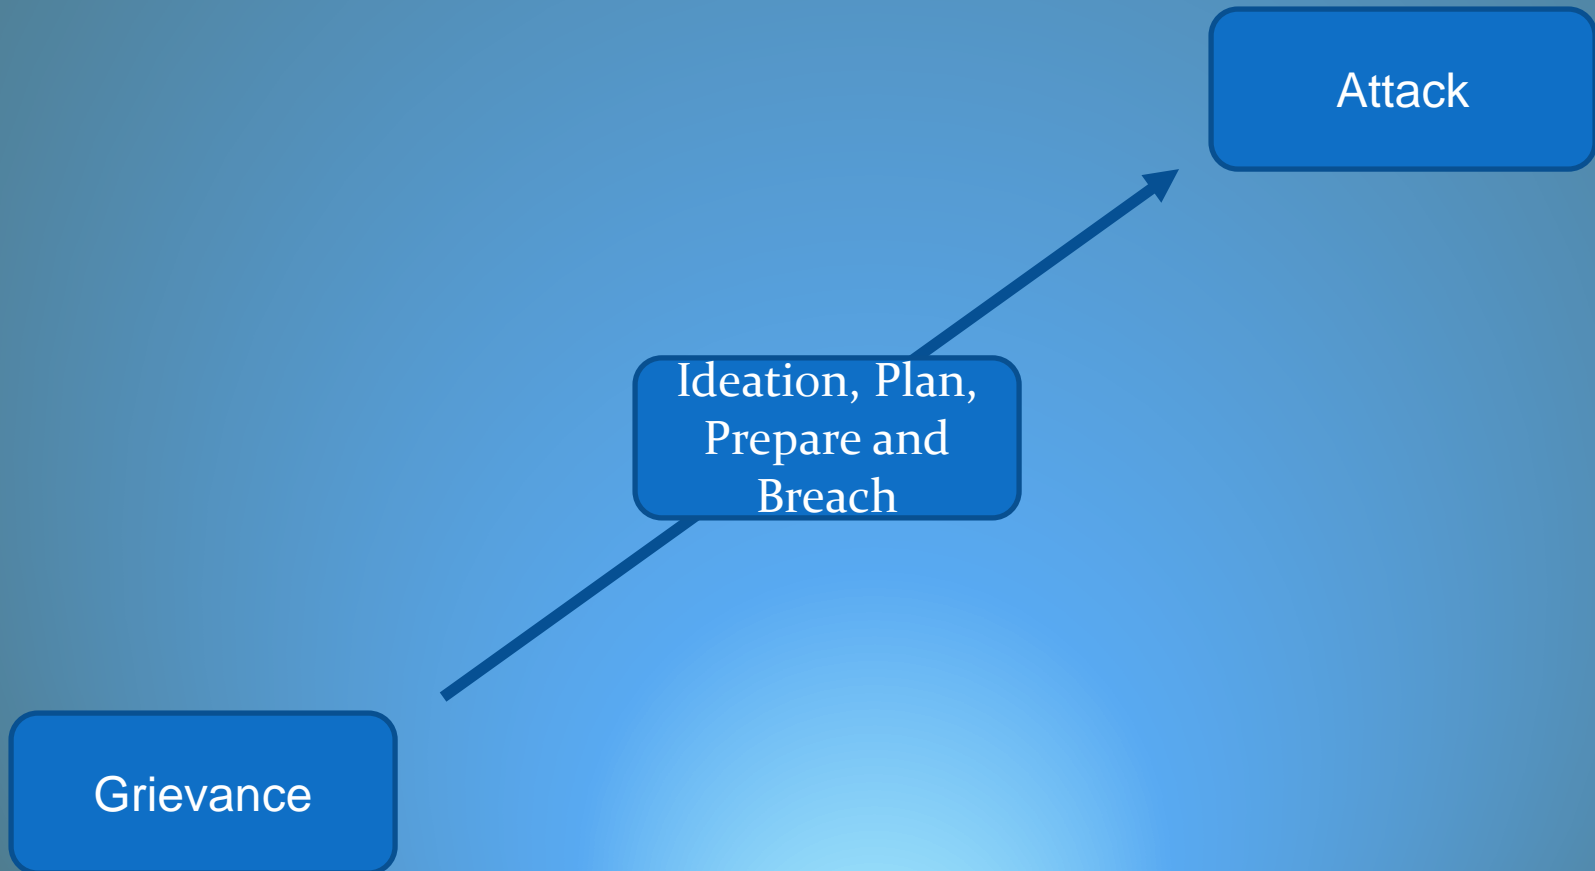 Attack
Ideation, Plan,
Prepare and
Breach
Grievance